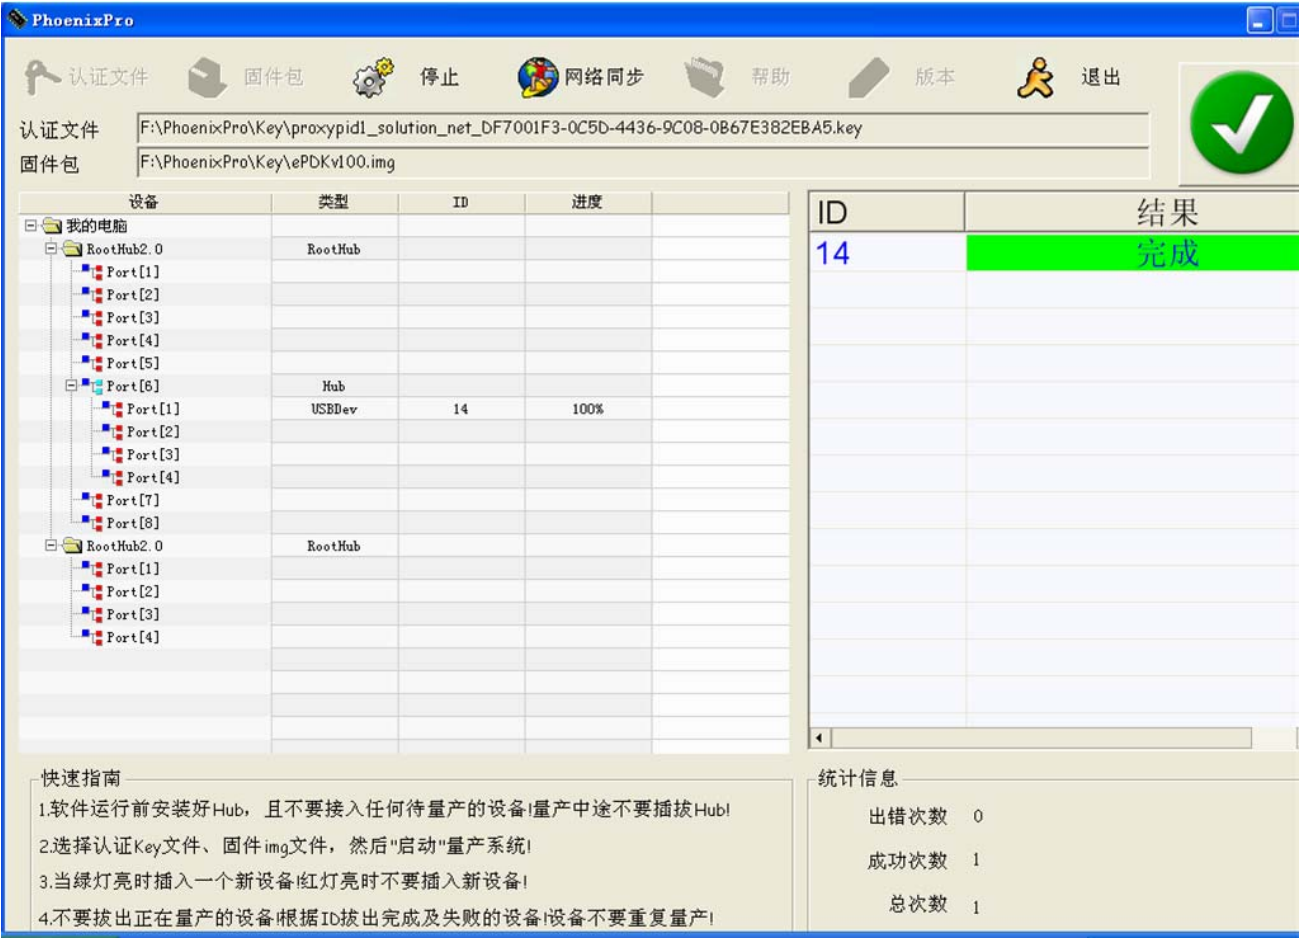 PhoenixPro
认证文件 固件包 停止 网络同步 帮助 版本 退出
认证文件 F:\PhoenixPro\Key\proxypid1_solution_net_DF7001F3-0C5D-4436-9C08-0B67E382EBA5.key
固件包 F:\PhoenixPro\Key\ePDKv100.img
设备 类型 ID 进度
我的电脑
RootHub2.0 RootHub
Port[1]
Port[2]
Port[3]
Port[4]
Port[5]
Port[6] Hub
Port[1] USBDev 14 100%
Port[2]
Port[3]
Port[4]
Port[7]
Port[8]
RootHub2.0 RootHub
Port[1]
Port[2]
Port[3]
Port[4]
ID 结果
14 完成
快速指南
1.软件运行前安装好Hub，且不要接入任何待量产的设备!量产中途不要插拔Hub!
2.选择认证Key文件、固件img文件，然后"启动"量产系统!
3.当绿灯亮时插入一个新设备!红灯亮时不要插入新设备!
4.不要拔出正在量产的设备!根据ID拔出完成及失败的设备!设备不要重复量产!
统计信息
出错次数 0
成功次数 1
总次数 1